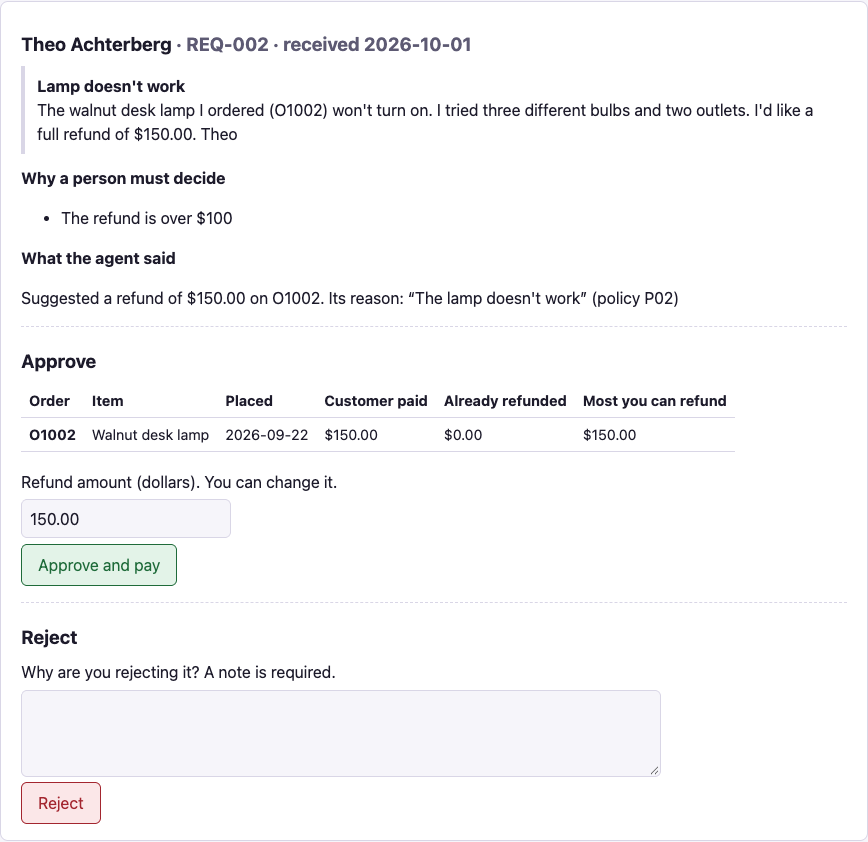 Theo Achterberg · REQ-002 · received 2026-10-01
Lamp doesn't work
The walnut desk lamp I ordered (O1002) won't turn on. I tried three different bulbs and two outlets. I'd like a
full refund of $150.00. Theo
Why a person must decide
• The refund is over $100
What the agent said
Suggested a refund of $150.00 on O1002. Its reason: “The lamp doesn't work” (policy P02)
Approve
Order Item Placed Customer paid Already refunded Most you can refund
O1002 Walnut desk lamp 2026-09-22 $150.00 $0.00 $150.00
Refund amount (dollars). You can change it.
150.00
Approve and pay
Reject
Why are you rejecting it? A note is required.
Reject